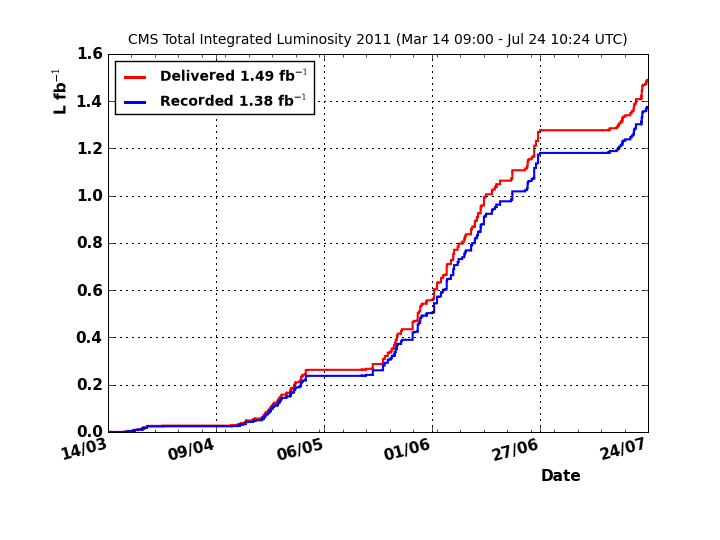 CMS Total Integrated Luminosity 2011 (Mar 14 09:00 - Jul 24 10:24 UTC)
L fb⁻¹
Delivered 1.49 fb⁻¹
Recorded 1.38 fb⁻¹
1.6
1.4
1.2
1.0
0.8
0.6
0.4
0.2
0.0
14/03 09/04 06/05 01/06 27/06 24/07
Date